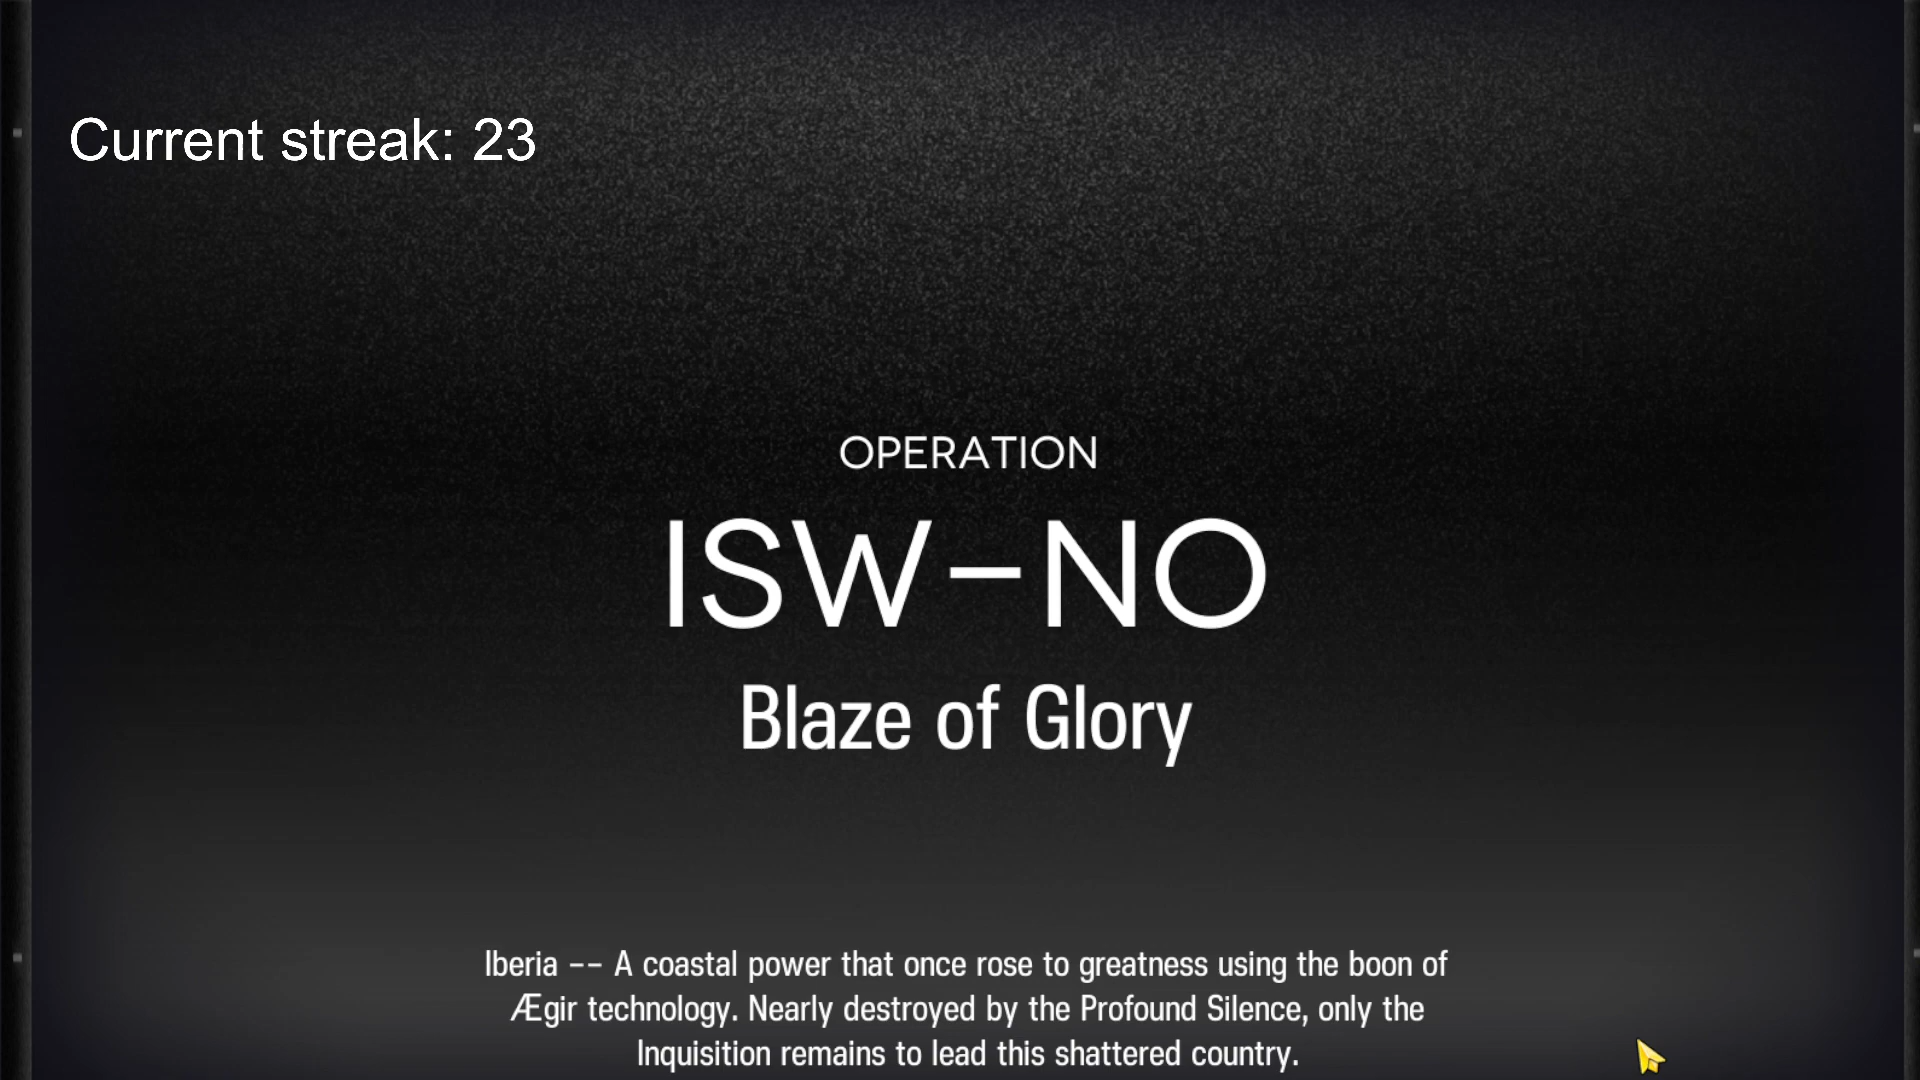 Current streak: 23
OPERATION
ISW-NO
Blaze of Glory
Iberia -- A coastal power that once rose to greatness using the boon of
Ægir technology. Nearly destroyed by the Profound Silence, only the
Inquisition remains to lead this shattered country.